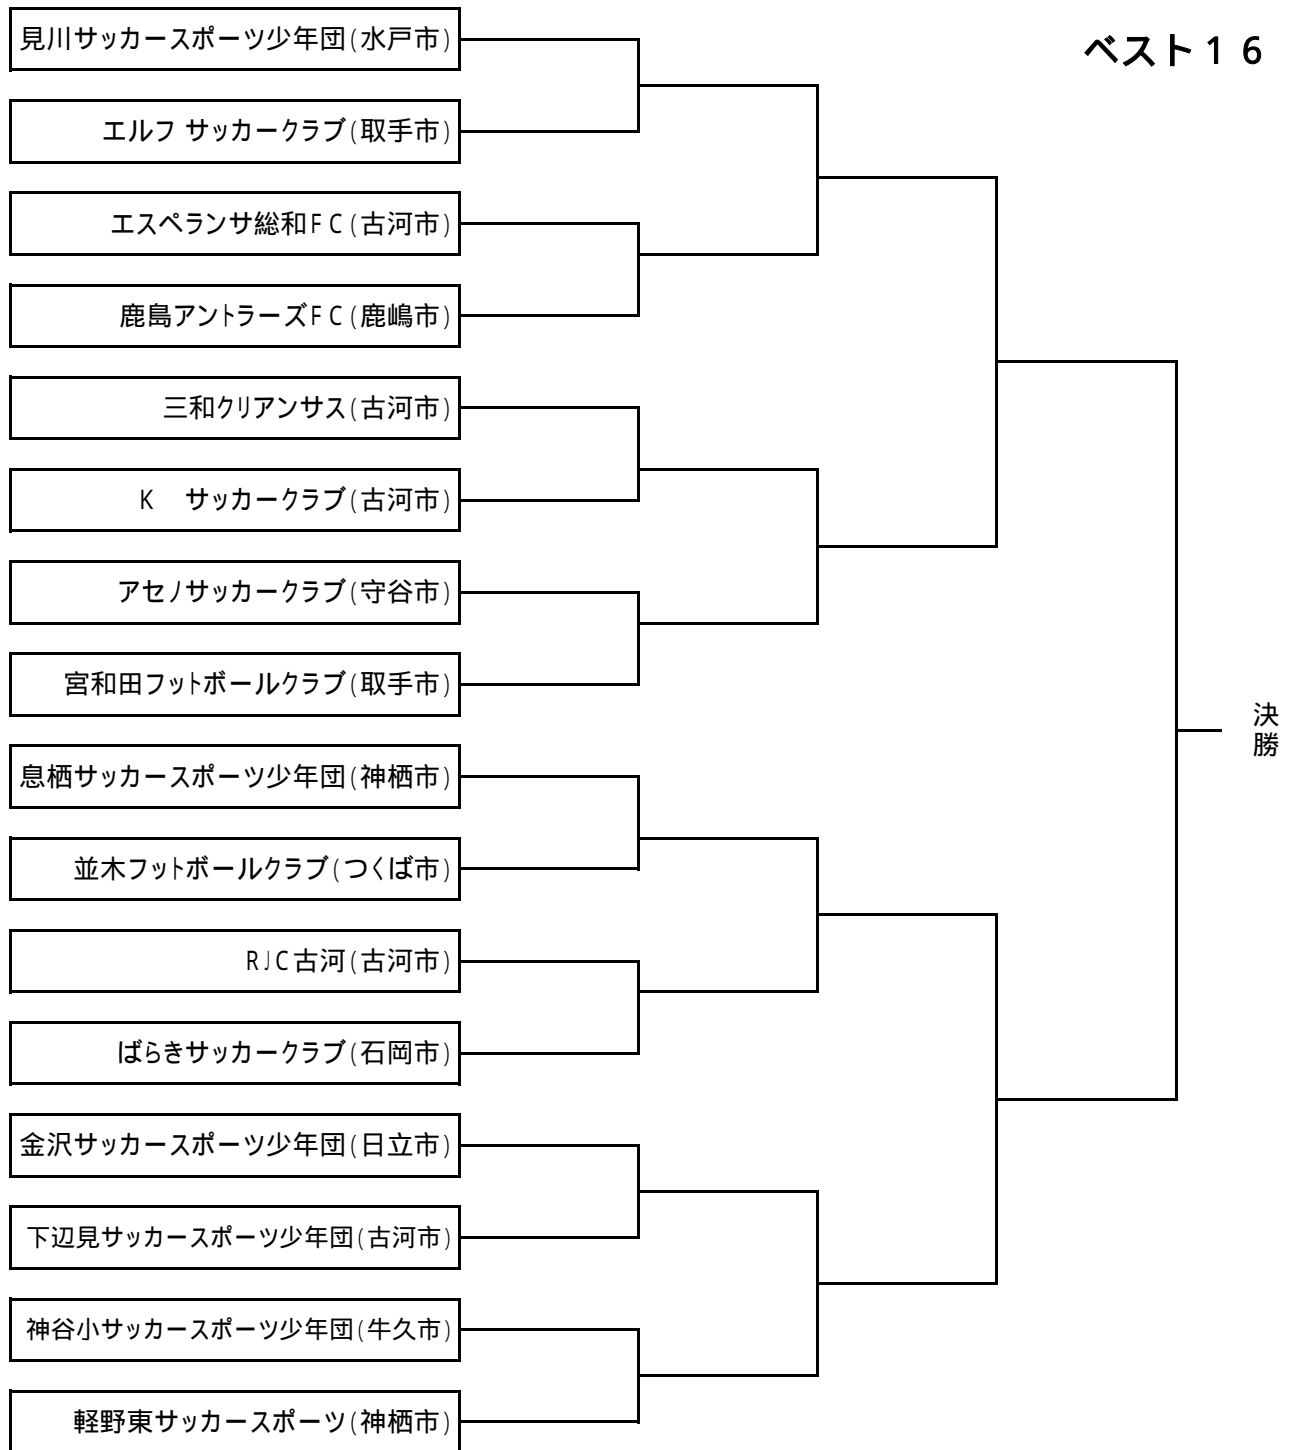 ベスト１６
見川サッカースポーツ少年団(水戸市)
エルフ サッカークラブ(取手市)
エスペランサ総和FC(古河市)
鹿島アントラーズFC(鹿嶋市)
三和クリアンサス(古河市)
K　サッカークラブ(古河市)
アセノサッカークラブ(守谷市)
宮和田フットボールクラブ(取手市)
息栖サッカースポーツ少年団(神栖市)
並木フットボールクラブ(つくば市)
RJC古河(古河市)
ばらきサッカークラブ(石岡市)
金沢サッカースポーツ少年団(日立市)
下辺見サッカースポーツ少年団(古河市)
神谷小サッカースポーツ少年団(牛久市)
軽野東サッカースポーツ(神栖市)
決勝